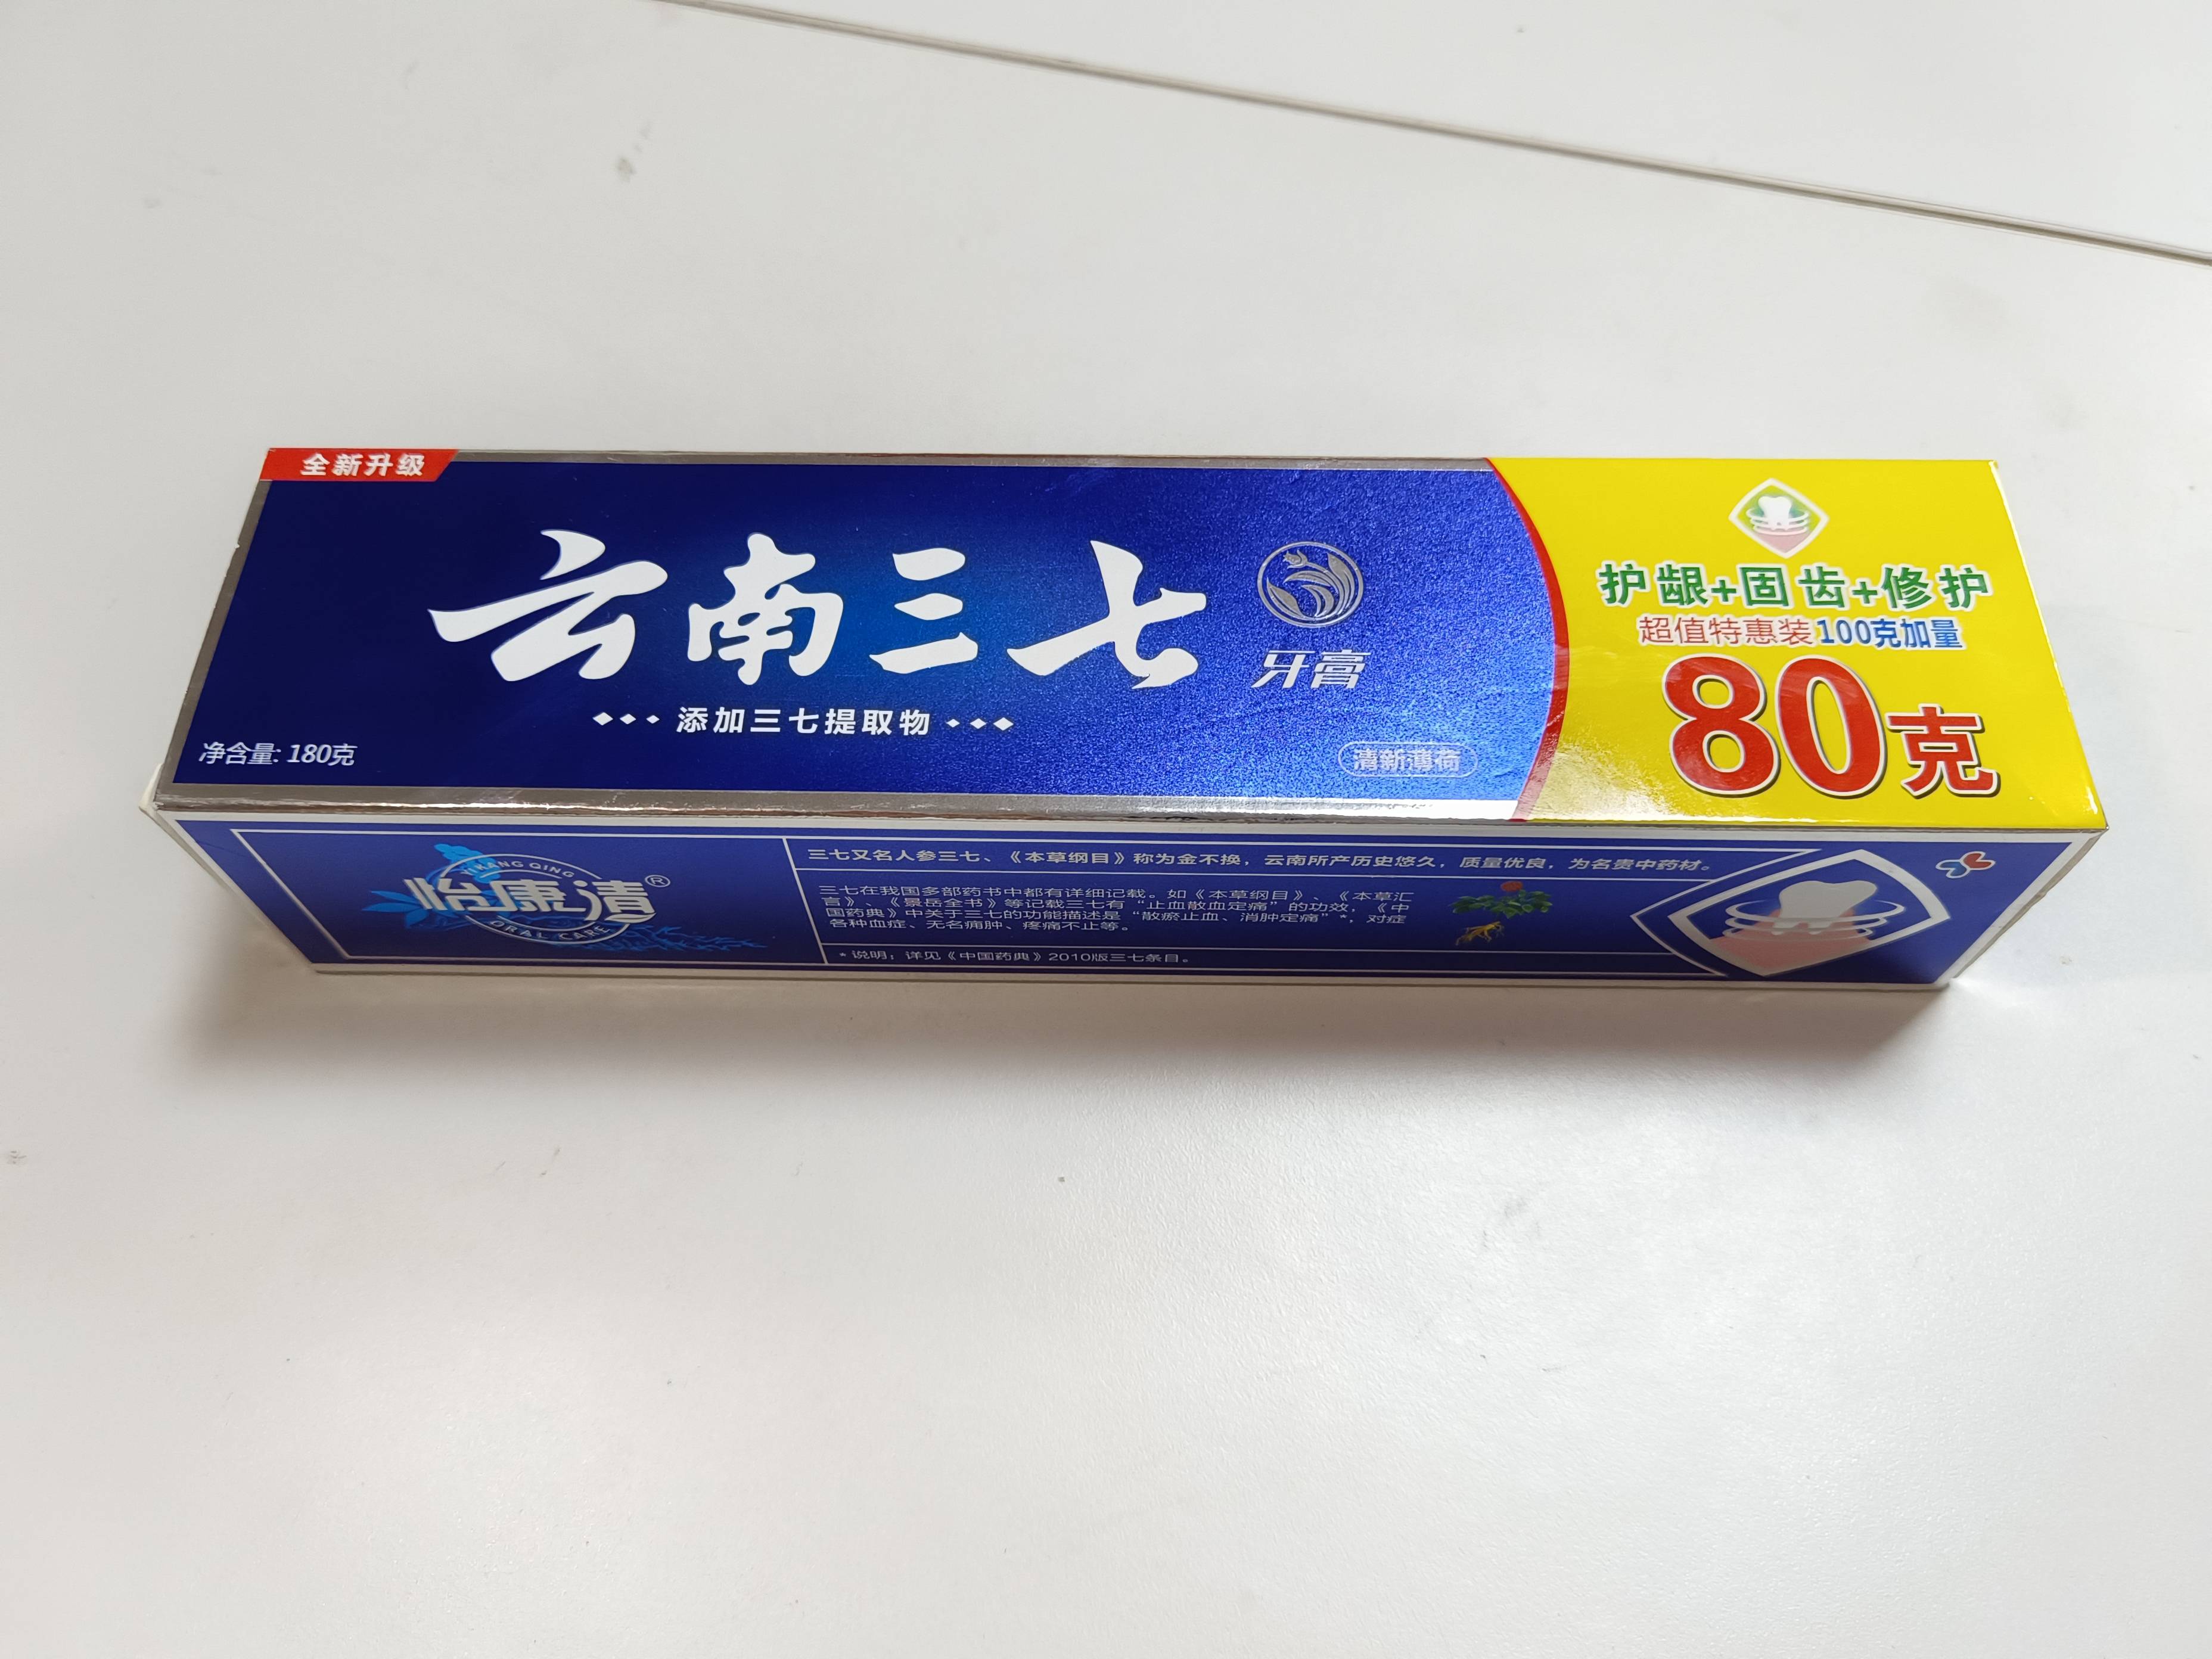 全新升级
云南三七
牙膏
添加三七提取物
净含量: 180克
清新薄荷
护龈+固齿+修护
超值特惠装100克加量
80克
YIKANG QING
怡康清®
ORAL CARE
三七又名人参三七、《本草纲目》称为金不换，云南所产历史悠久，质量优良，为名贵中药材。
三七在我国多部药书中都有详细记载。如《本草纲目》、《本草汇
言》、《景岳全书》等记载三七有“止血散血定痛”的功效，《中
国药典》中关于三七的功能描述是“散瘀止血、消肿定痛”*，对症
各种血症、无名痈肿、疼痛不止等。
* 说明：详见《中国药典》2010版三七条目。